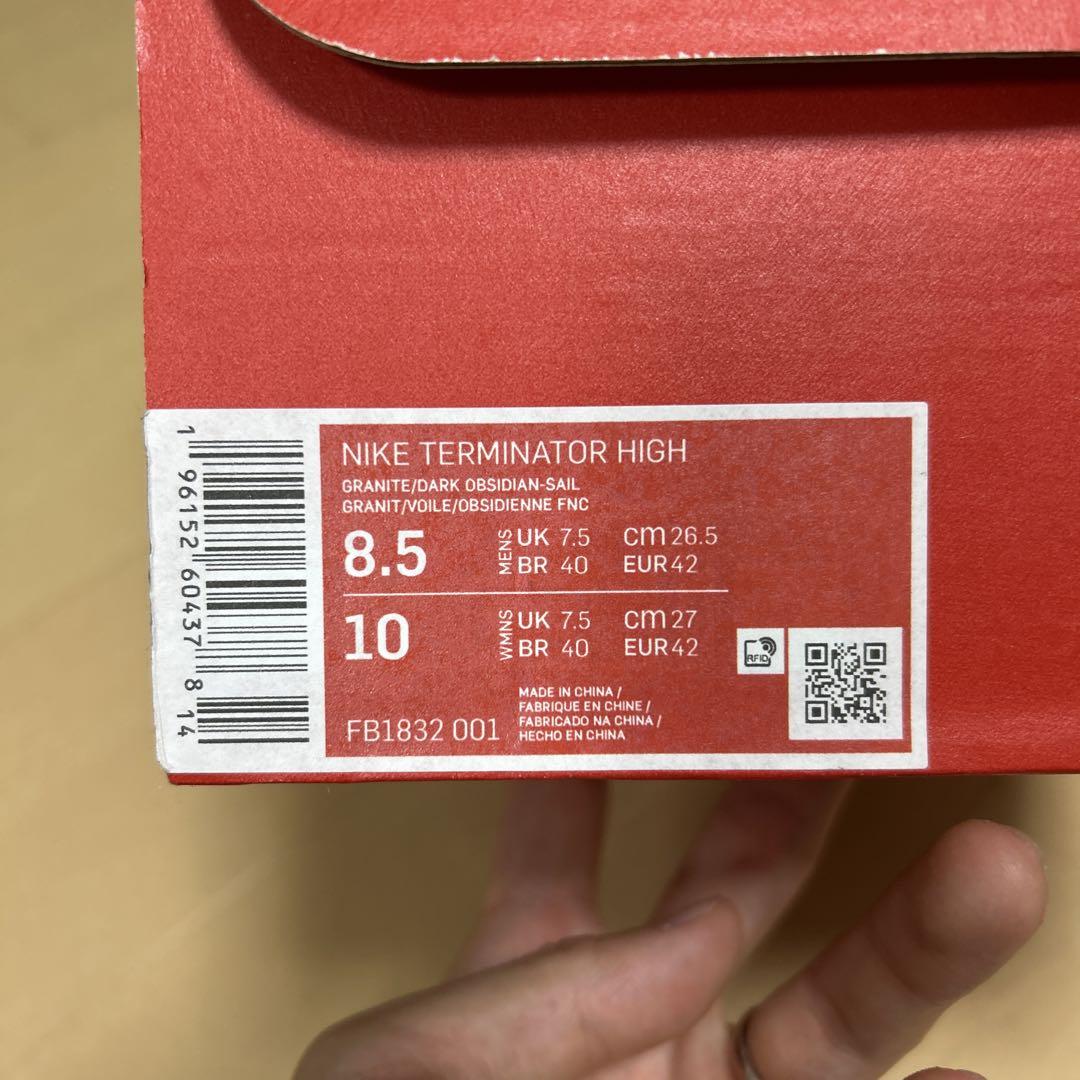 NIKE TERMINATOR HIGH
GRANITE/DARK OBSIDIAN-SAIL
GRANIT/VOILE/OBSIDIENNE FNC
8.5 MENS UK 7.5 CM 26.5
BR 40 EUR 42
10 WMNS UK 7.5 CM 27
BR 40 EUR 42
RFID
MADE IN CHINA /
FABRIQUE EN CHINE /
FABRICADO NA CHINA /
HECHO EN CHINA
FB1832 001
1 96152 60437 8 14